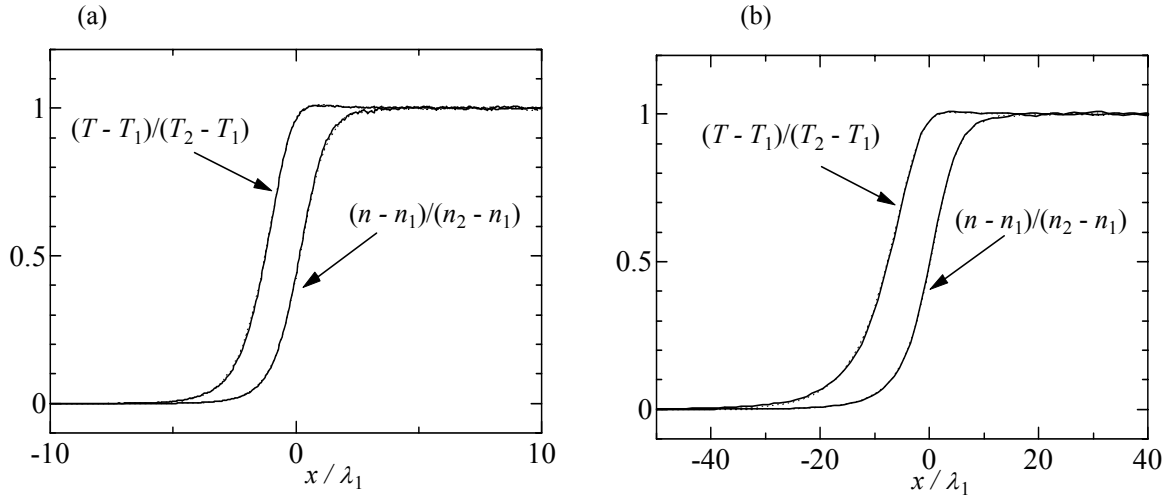 (a)
1
0.5
0
(T - T1)/(T2 - T1)
(n - n1)/(n2 - n1)
-10
0
10
x / λ1
(b)
1
0.5
0
(T - T1)/(T2 - T1)
(n - n1)/(n2 - n1)
-40
-20
0
20
40
x / λ1